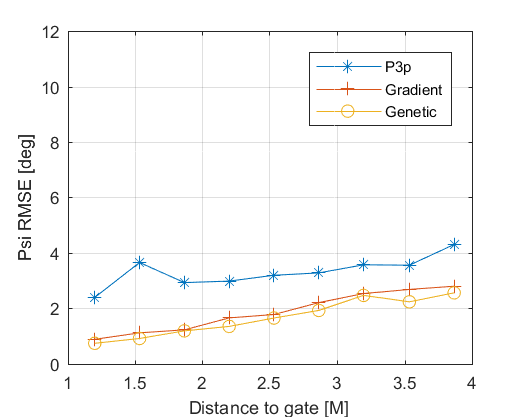 12
10
8
6
4
2
0
Psi RMSE [deg]
P3p
Gradient
Genetic
1 1.5 2 2.5 3 3.5 4
Distance to gate [M]